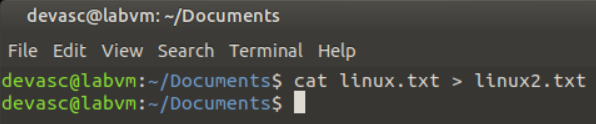 devasc@labvm: ~/Documents
File Edit View Search Terminal Help
devasc@labvm:~/Documents$ cat linux.txt > linux2.txt
devasc@labvm:~/Documents$